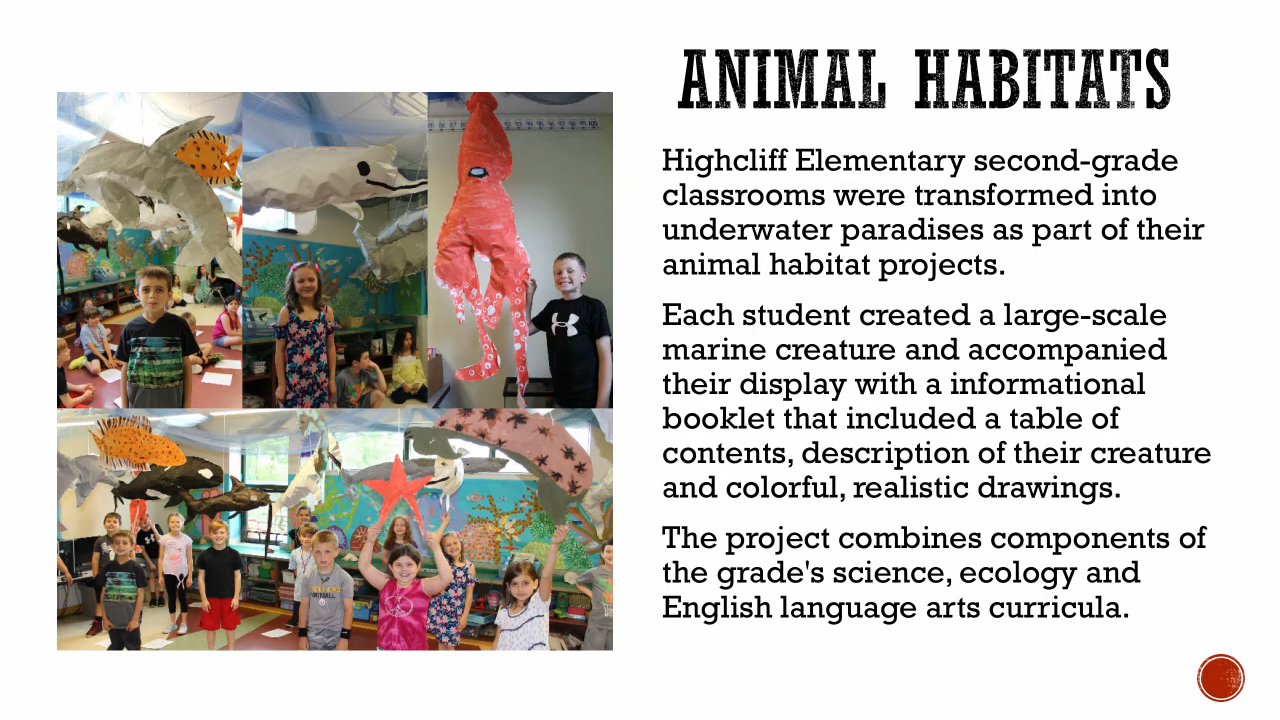 ANIMAL HABITATS
Highcliff Elementary second-grade
classrooms were transformed into
underwater paradises as part of their
animal habitat projects.
Each student created a large-scale
marine creature and accompanied
their display with a informational
booklet that included a table of
contents, description of their creature
and colorful, realistic drawings.
The project combines components of
the grade's science, ecology and
English language arts curricula.